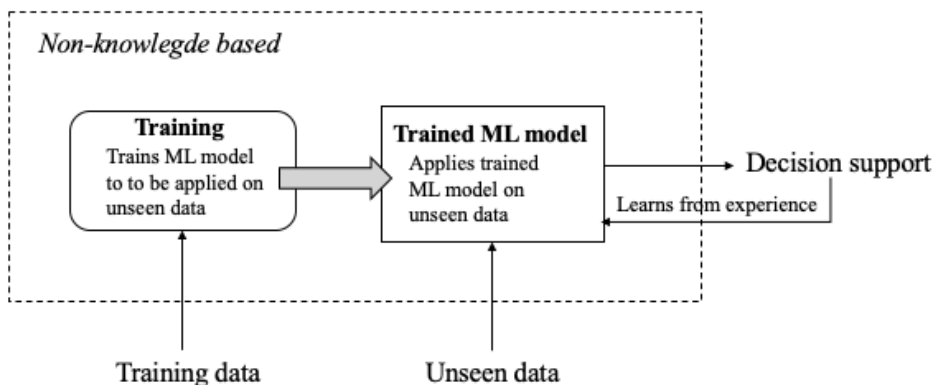 Non-knowlegde based
Training
Trains ML model
to to be applied on
unseen data
Trained ML model
Applies trained
ML model on
unseen data
Decision support
Learns from experience
Training data
Unseen data